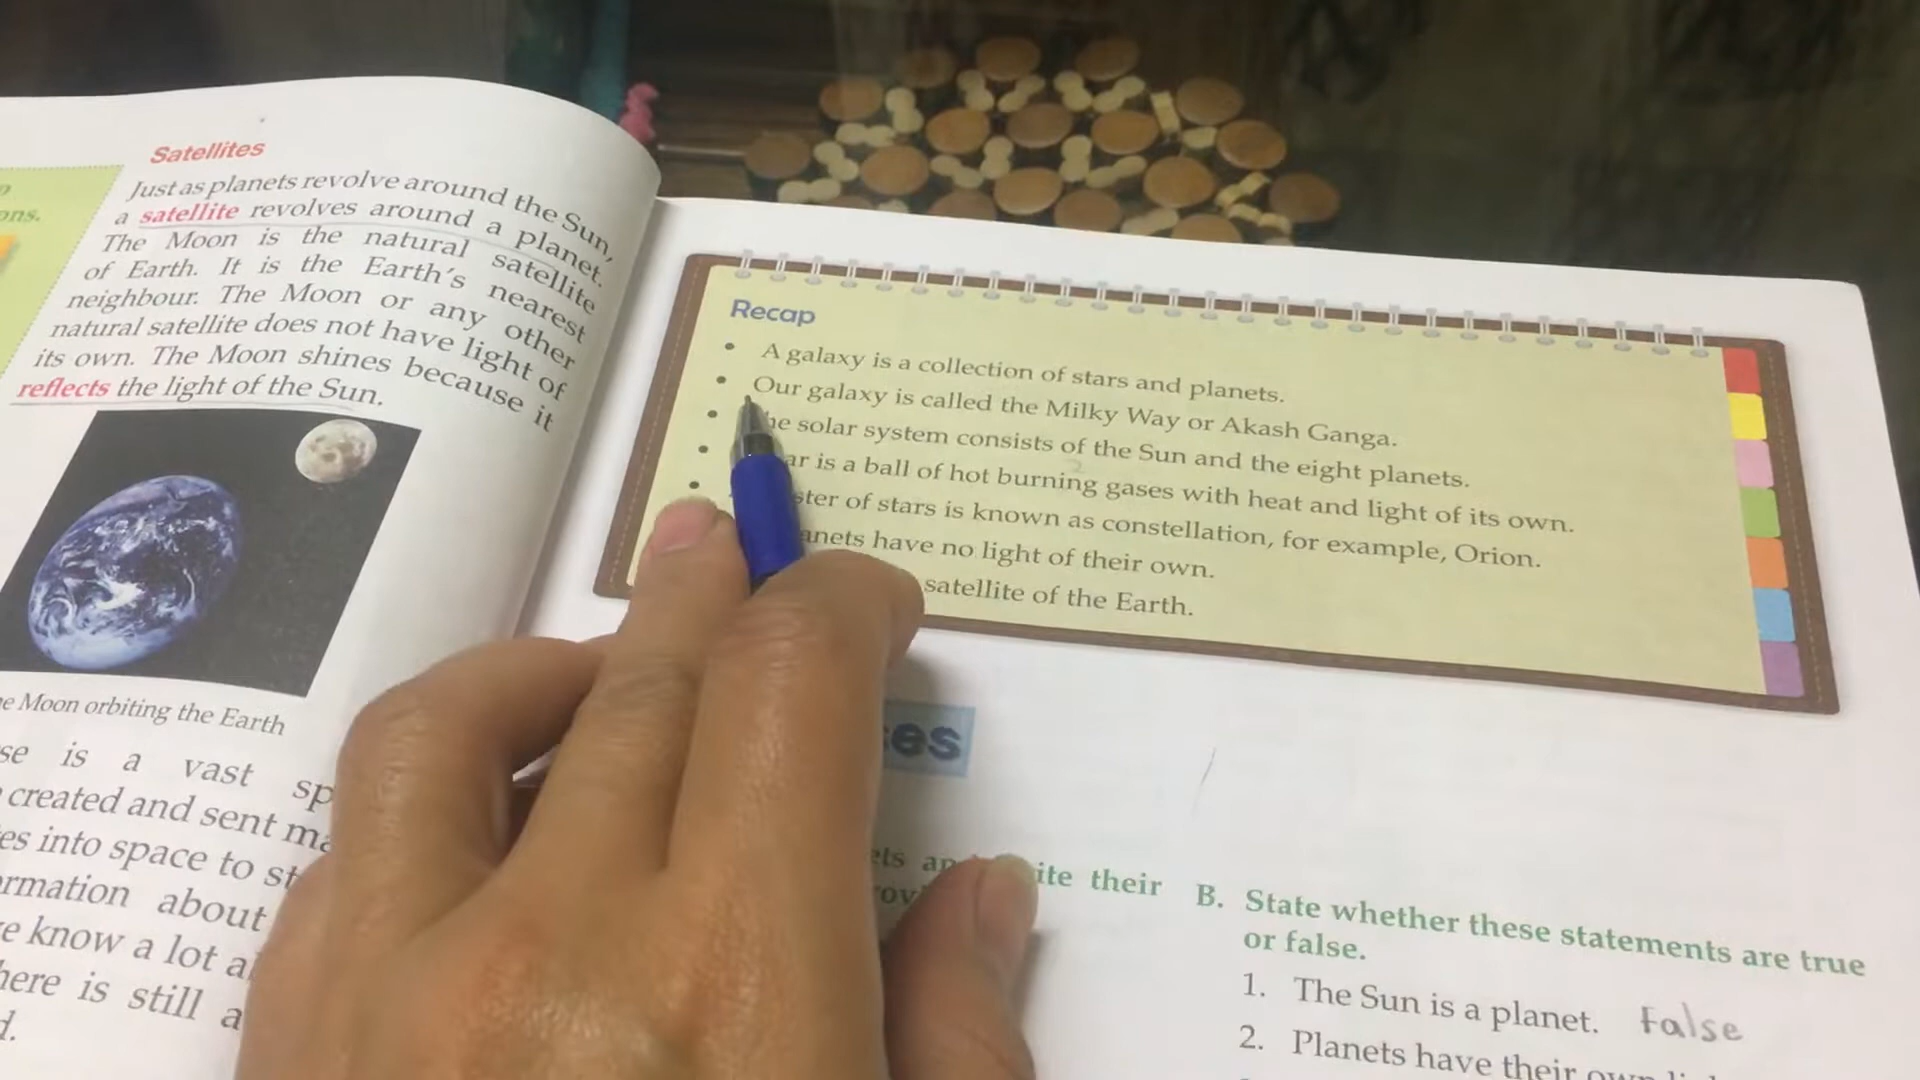 ons.
Satellites
Just as planets revolve around the Sun,
a satellite revolves around a planet.
The Moon is the natural satellite
of Earth. It is the Earth's nearest
neighbour. The Moon or any other
natural satellite does not have light of
its own. The Moon shines because it
reflects the light of the Sun.
Moon orbiting the Earth
is a vast
created and sent
into space to
about
know a lot
is still a
Recap
• A galaxy is a collection of stars and planets.
• Our galaxy is called the Milky Way or Akash Ganga.
• he solar system consists of the Sun and the eight planets.
• ar is a ball of hot burning gases with heat and light of its own.
• ster of stars is known as constellation, for example, Orion.
anets have no light of their own.
satellite of the Earth.
es
their
B. State whether these statements are true
or false.
1. The Sun is a planet. False
2. Planets have their own